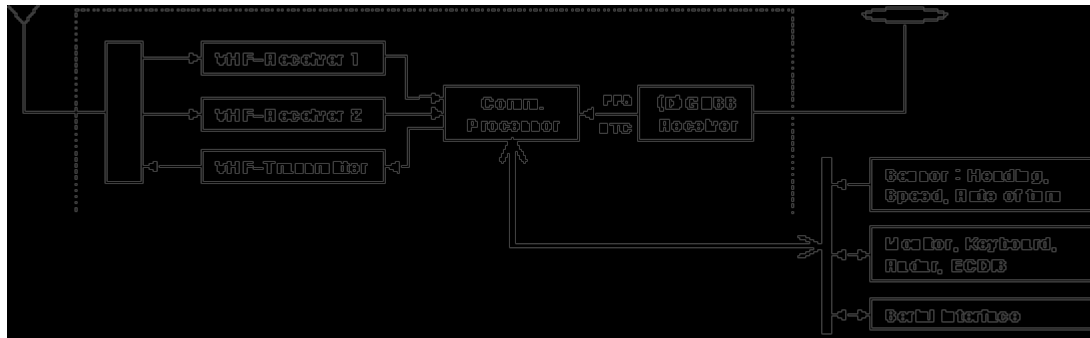 VHF-Receiver 1
VHF-Receiver 2
VHF-Transmitter
Comm.
Processor
PPS
UTC
(D)GNSS
Receiver
Sensor : Heading,
Speed, Rate of turn
Monitor, Keyboard,
Radar, ECDIS
Serial Interface